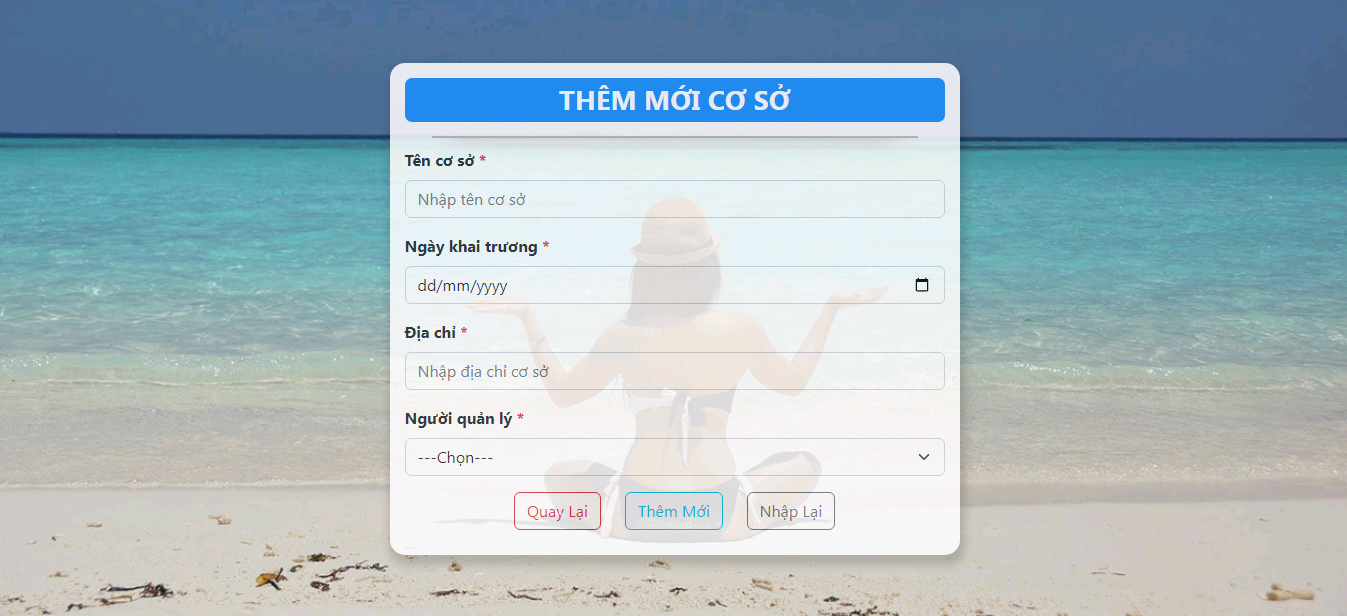 THÊM MỚI CƠ SỞ
Tên cơ sở *
Nhập tên cơ sở
Ngày khai trương *
dd/mm/yyyy
Địa chỉ *
Nhập địa chỉ cơ sở
Người quản lý *
---Chọn---
Quay Lại Thêm Mới Nhập Lại